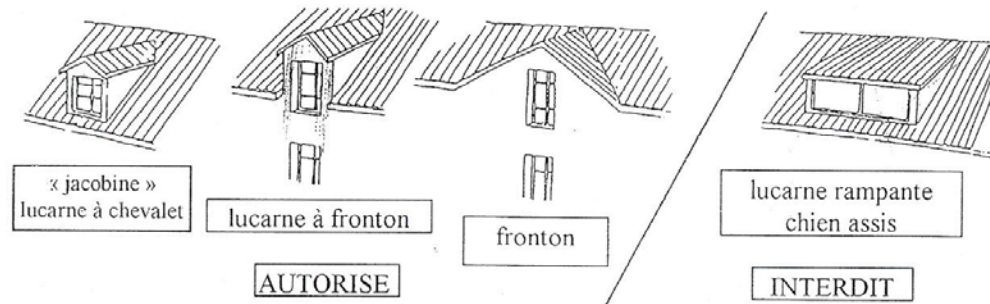 « jacobine »
lucarne à chevalet
lucarne à fronton
fronton
AUTORISE
lucarne rampante
chien assis
INTERDIT